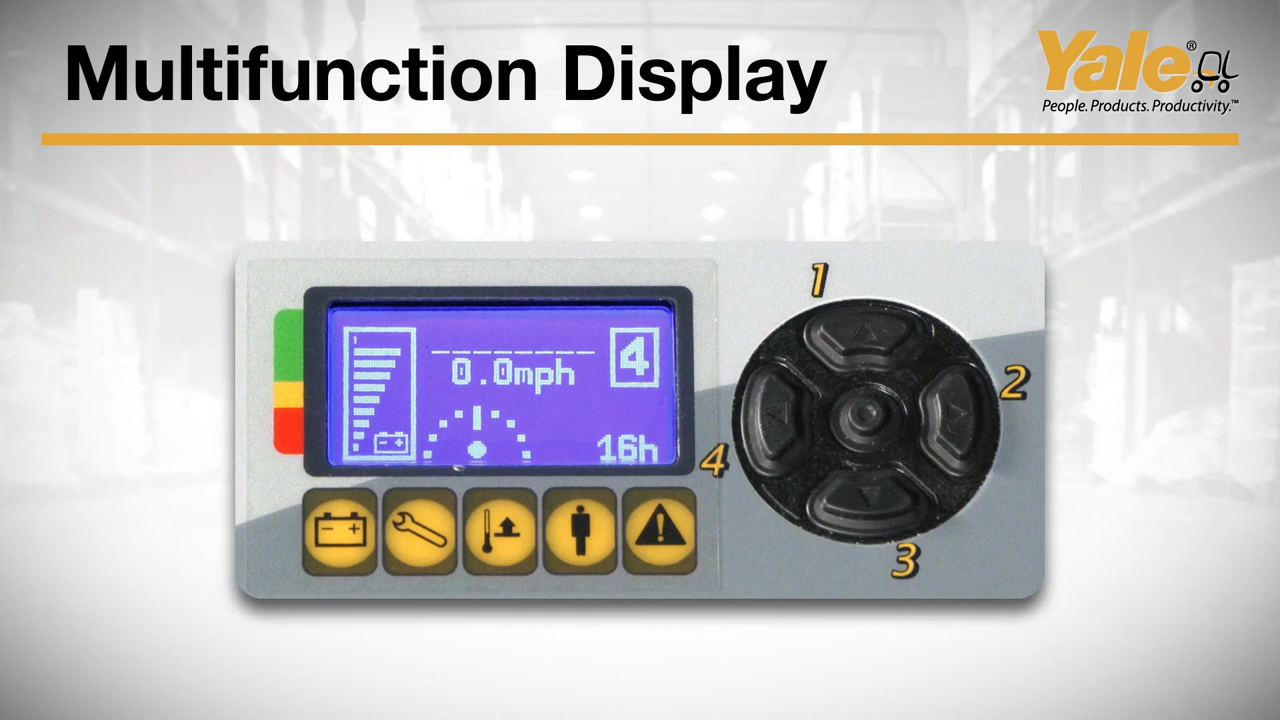 Multifunction Display
Yale®
People. Products. Productivity.™
1
2
3
4
4
0.0mph
16h